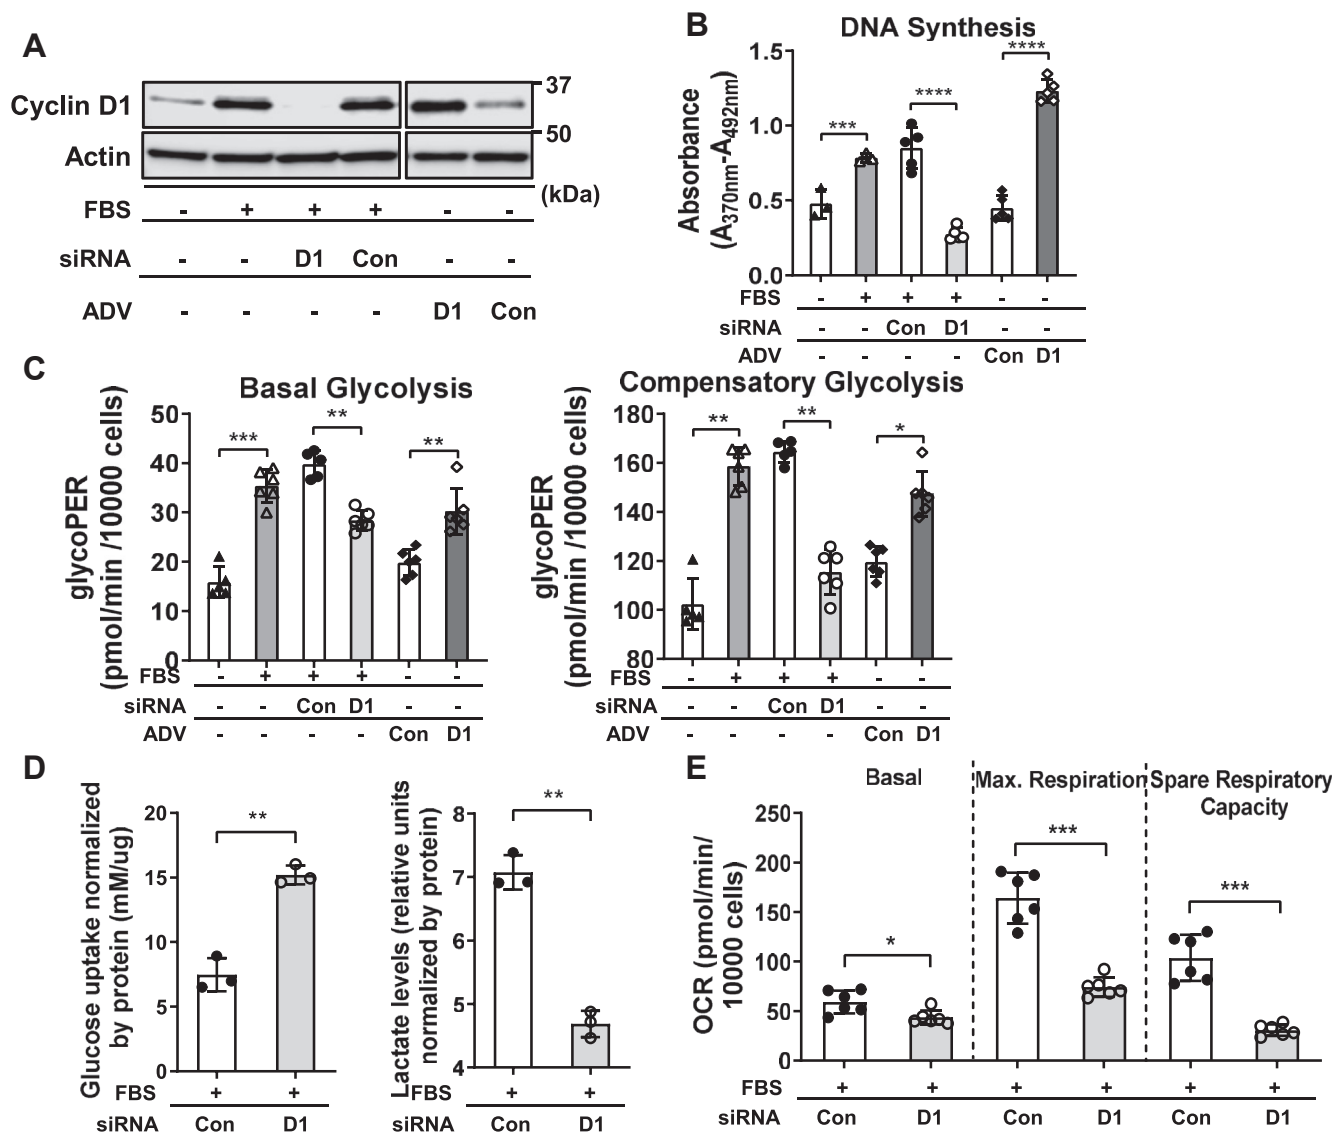 A
Cyclin D1
37
Actin
50
(kDa)
FBS - + + + - -
siRNA - - D1 Con - -
ADV - - - - D1 Con
B
DNA Synthesis
Absorbance
(A370nm-A492nm)
1.5
1.0
0.5
0.0
***
****
****
FBS - + + + - -
siRNA - - Con D1 - -
ADV - - - - Con D1
C
Basal Glycolysis
glycoPER
(pmol/min /10000 cells)
50
40
30
20
10
0
***
**
**
FBS - + + + - -
siRNA - - Con D1 - -
ADV - - - - Con D1
Compensatory Glycolysis
glycoPER
(pmol/min /10000 cells)
180
160
140
120
100
80
**
**
*
FBS - + + + - -
siRNA - - Con D1 - -
ADV - - - - Con D1
D
Glucose uptake normalized
by protein (mM/ug)
20
15
10
5
0
**
FBS + +
siRNA Con D1
Lactate levels (relative units
normalized by protein)
8
7
6
5
4
**
FBS + +
siRNA Con D1
E
Basal
Max. Respiration
Spare Respiratory
Capacity
OCR (pmol/min/
10000 cells)
250
200
150
100
50
0
*
***
***
FBS + + + + + +
siRNA Con D1 Con D1 Con D1